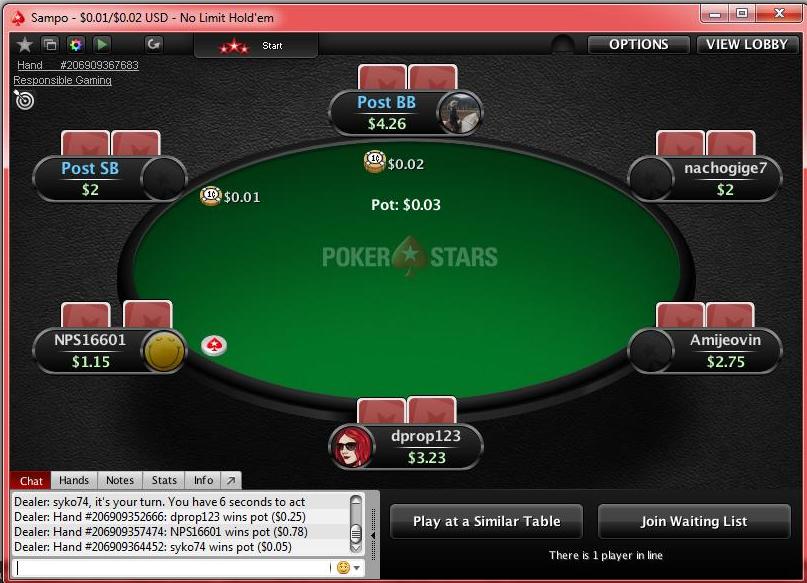 Sampo - $0.01/$0.02 USD - No Limit Hold'em
Start
OPTIONS
VIEW LOBBY
Hand #206909367683
Responsible Gaming
Post BB
$4.26
Post SB
$2
nachogige7
$2
1¢ $0.02
1¢ $0.01
Pot: $0.03
POKER STARS
NPS16601
$1.15
Amijeovin
$2.75
dprop123
$3.23
Chat
Hands
Notes
Stats
Info
Dealer: syko74, it's your turn. You have 6 seconds to act
Dealer: Hand #206909352666: dprop123 wins pot ($0.25)
Dealer: Hand #206909357474: NPS16601 wins pot ($0.78)
Dealer: Hand #206909364452: syko74 wins pot ($0.05)
Play at a Similar Table
Join Waiting List
There is 1 player in line